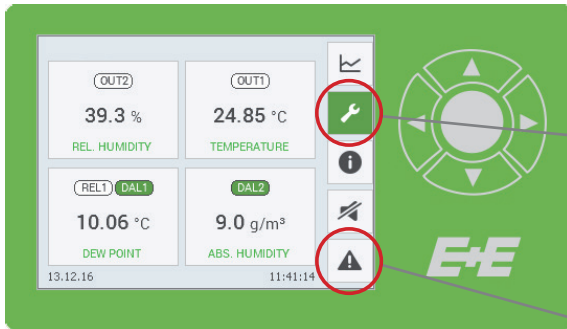 OUT2
OUT1
39.3 %
24.85 °C
REL. HUMIDITY
TEMPERATURE
REL1 DAL1
DAL2
10.06 °C
9.0 g/m³
DEW POINT
ABS. HUMIDITY
13.12.16
11:41:14
E+E